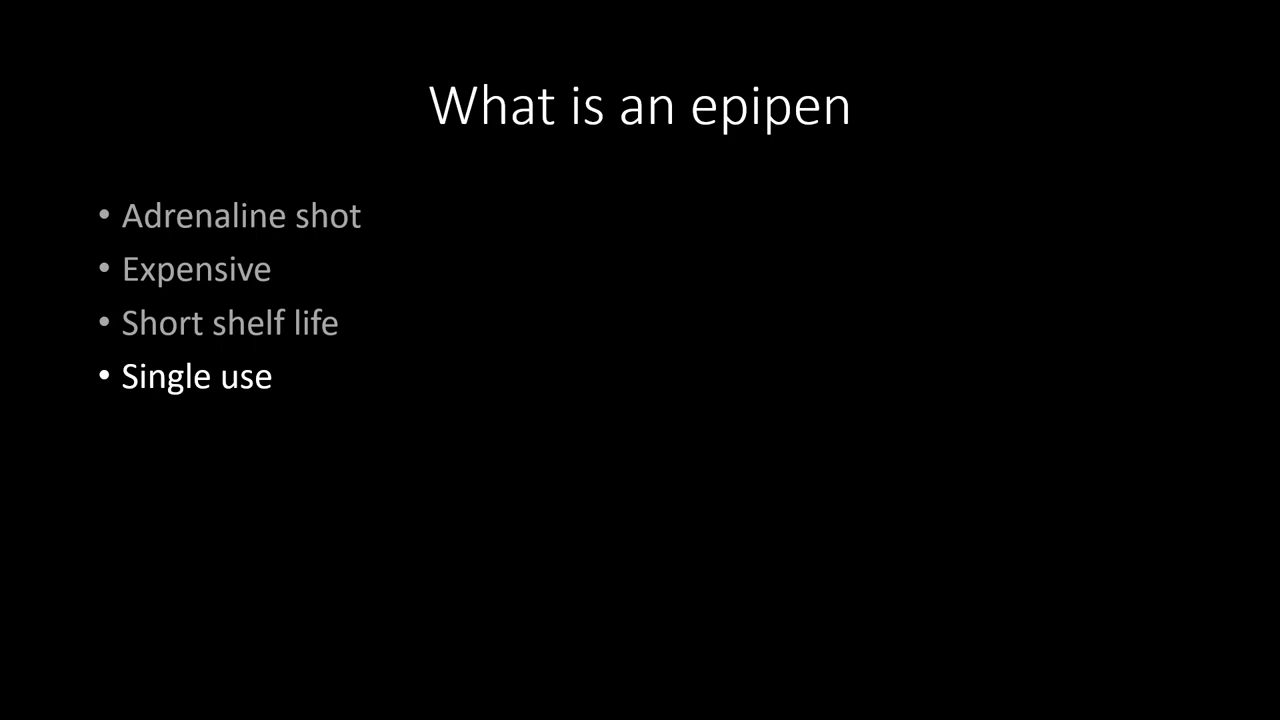 What is an epipen
• Adrenaline shot
• Expensive
• Short shelf life
• Single use